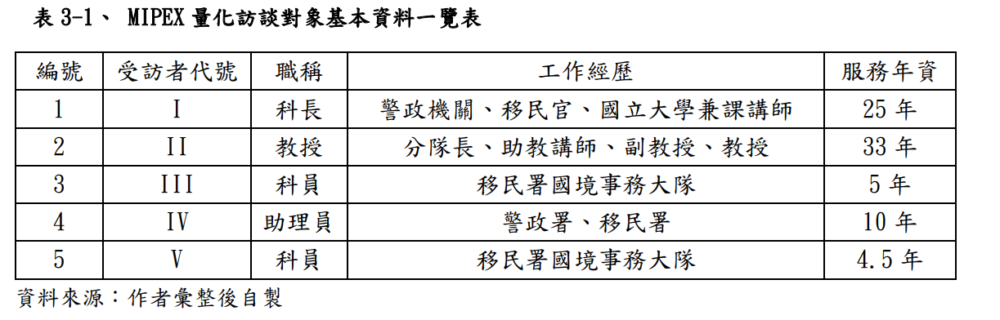 表 3-1、 MIPEX 量化訪談對象基本資料一覽表
編號 受訪者代號 職稱 工作經歷 服務年資
1 I 科長 警政機關、移民官、國立大學兼課講師 25 年
2 II 教授 分隊長、助教講師、副教授、教授 33 年
3 III 科員 移民署國境事務大隊 5 年
4 IV 助理員 警政署、移民署 10 年
5 V 科員 移民署國境事務大隊 4.5 年
資料來源：作者彙整後自製